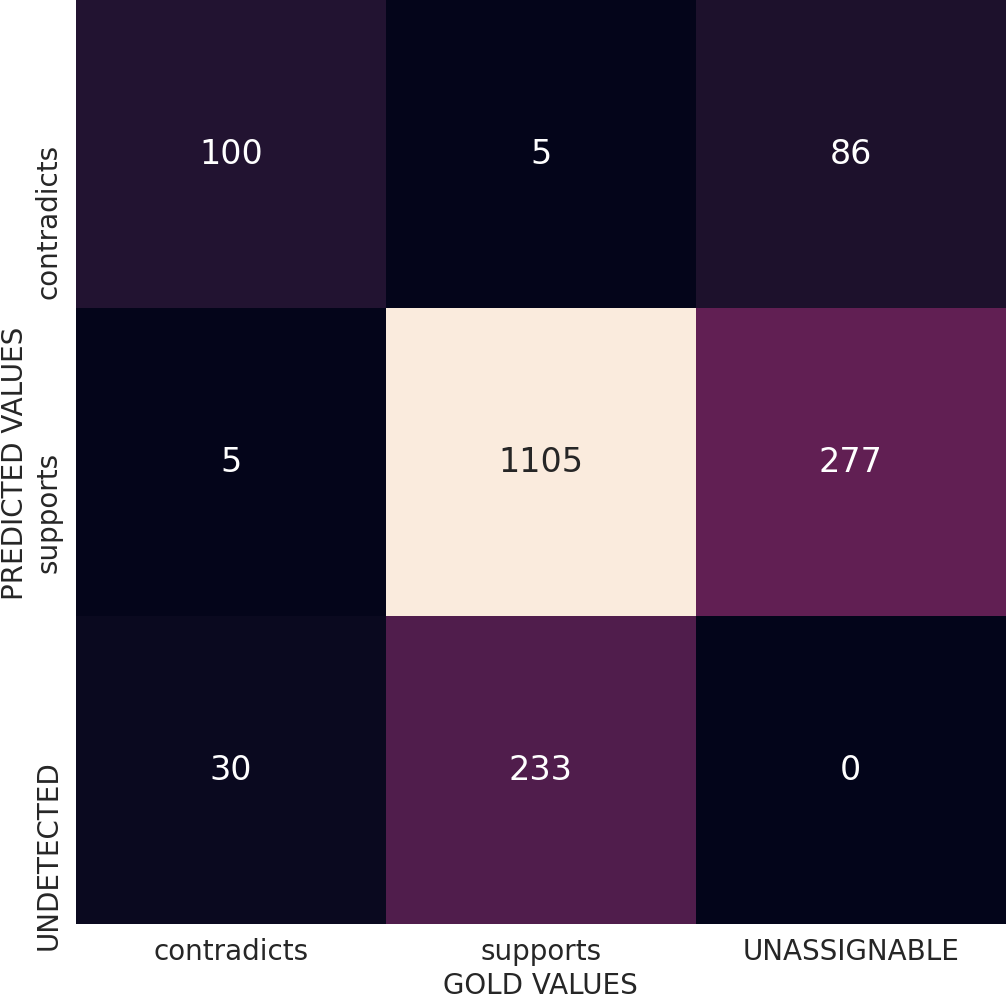 PREDICTED VALUES
contradicts
100 5 86
supports
5 1105 277
UNDETECTED
30 233 0
contradicts supports UNASSIGNABLE
GOLD VALUES